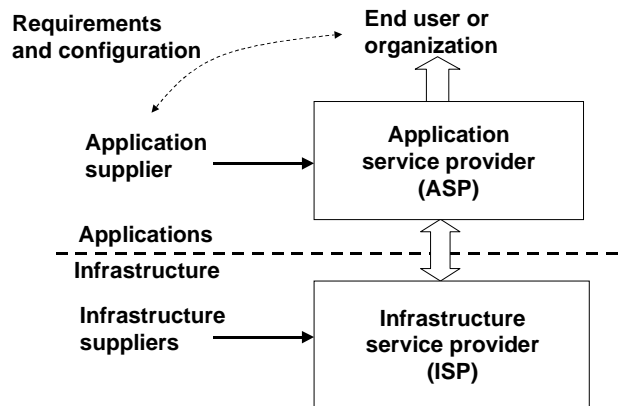 Requirements
and configuration
End user or
organization
Application
supplier
Application
service provider
(ASP)
Applications
Infrastructure
Infrastructure
suppliers
Infrastructure
service provider
(ISP)